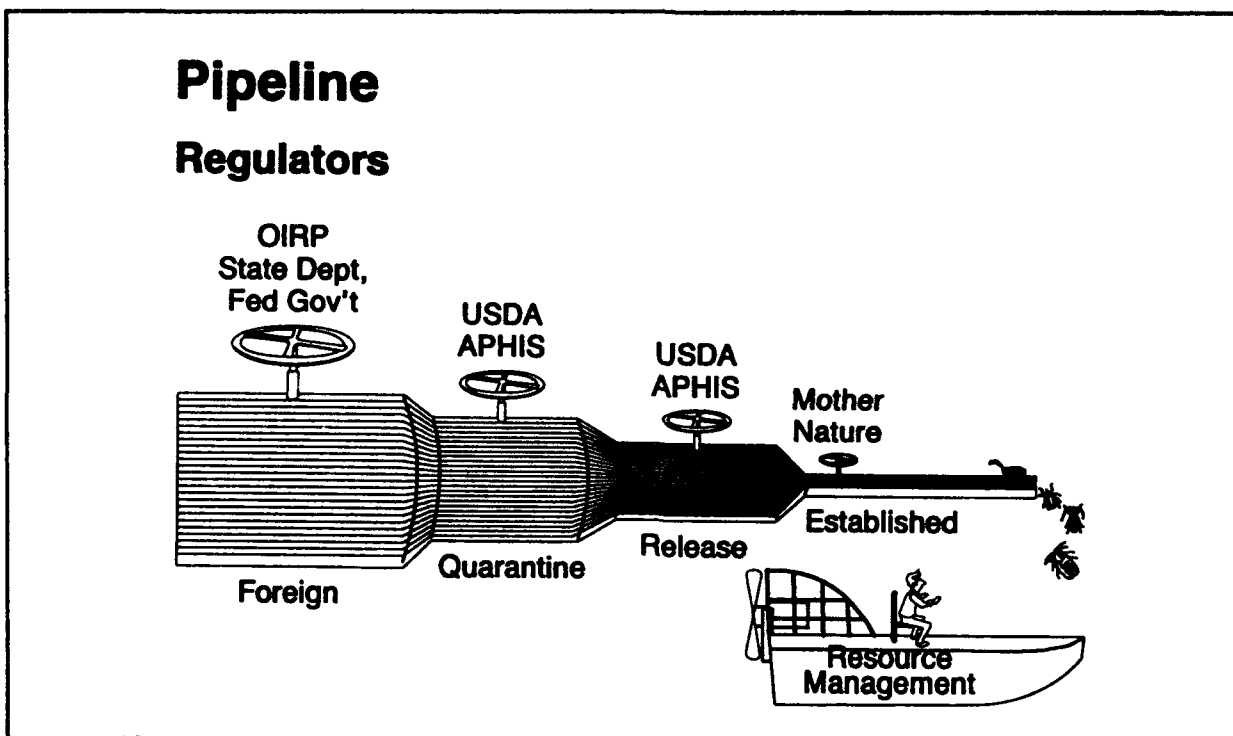 Pipeline
Regulators
OIRP
State Dept,
Fed Gov't
USDA
APHIS
USDA
APHIS
Mother
Nature
Foreign
Quarantine
Release
Established
Resource
Management